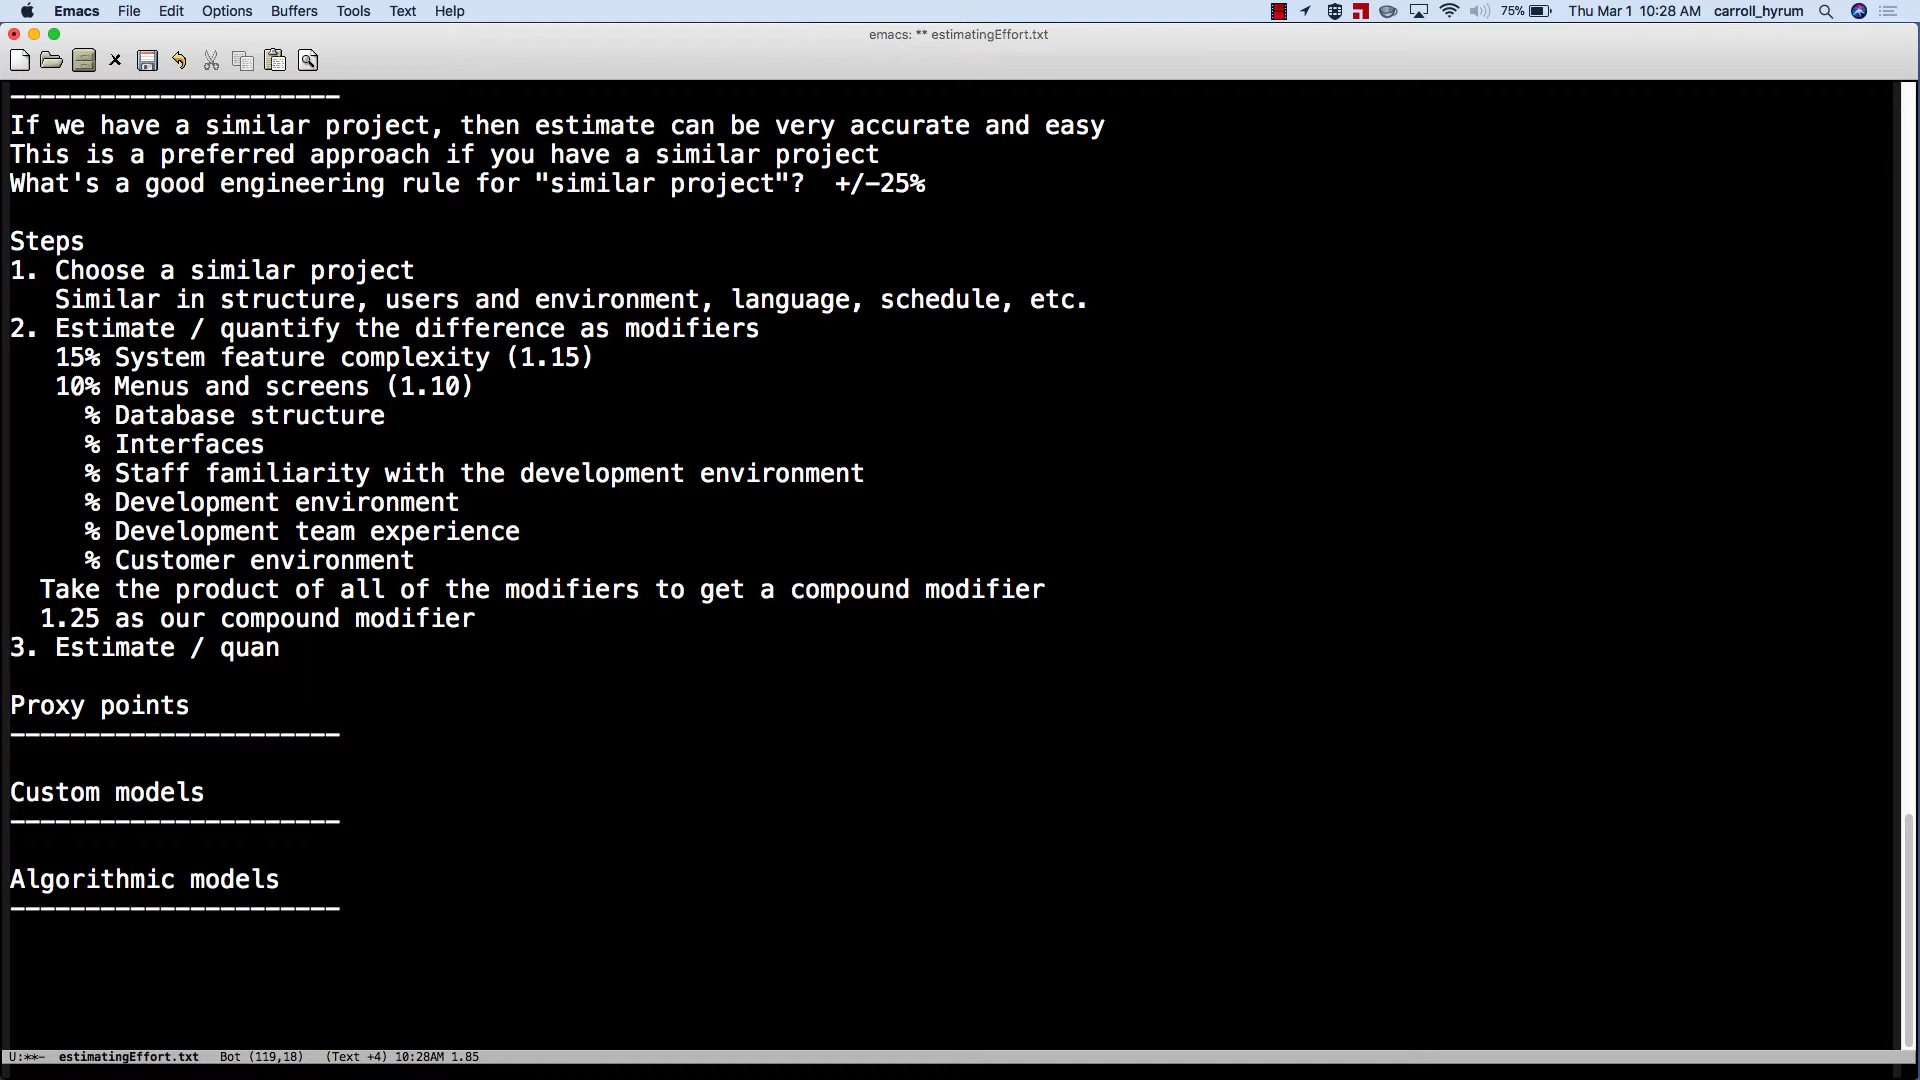 Emacs File Edit Options Buffers Tools Text Help 75% Thu Mar 1 10:28 AM carroll_hyrum
emacs: ** estimatingEffort.txt
----------------------
If we have a similar project, then estimate can be very accurate and easy
This is a preferred approach if you have a similar project
What's a good engineering rule for "similar project"?  +/-25%
Steps
1. Choose a similar project
   Similar in structure, users and environment, language, schedule, etc.
2. Estimate / quantify the difference as modifiers
   15% System feature complexity (1.15)
   10% Menus and screens (1.10)
     % Database structure
     % Interfaces
     % Staff familiarity with the development environment
     % Development environment
     % Development team experience
     % Customer environment
  Take the product of all of the modifiers to get a compound modifier
  1.25 as our compound modifier
3. Estimate / quan
Proxy points
----------------------
Custom models
----------------------
Algorithmic models
----------------------
U:**- estimatingEffort.txt Bot (119,18) (Text +4) 10:28AM 1.85